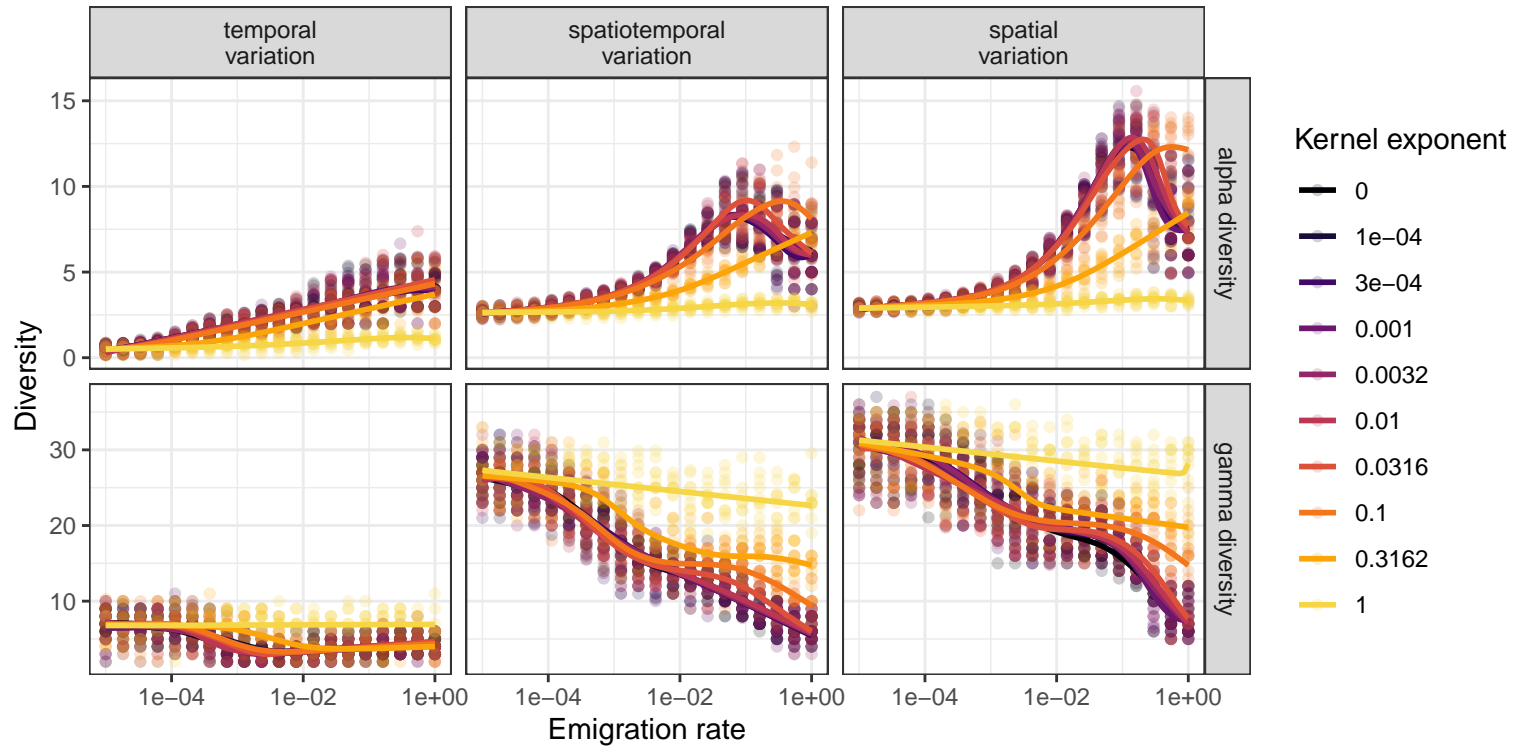 temporal
variation
spatiotemporal
variation
spatial
variation
15
10
5
0
alpha diversity
30
20
10
gamma diversity
Diversity
1e−04
1e−02
1e+00
1e−04
1e−02
1e+00
1e−04
1e−02
1e+00
Emigration rate
Kernel exponent
0
1e−04
3e−04
0.001
0.0032
0.01
0.0316
0.1
0.3162
1